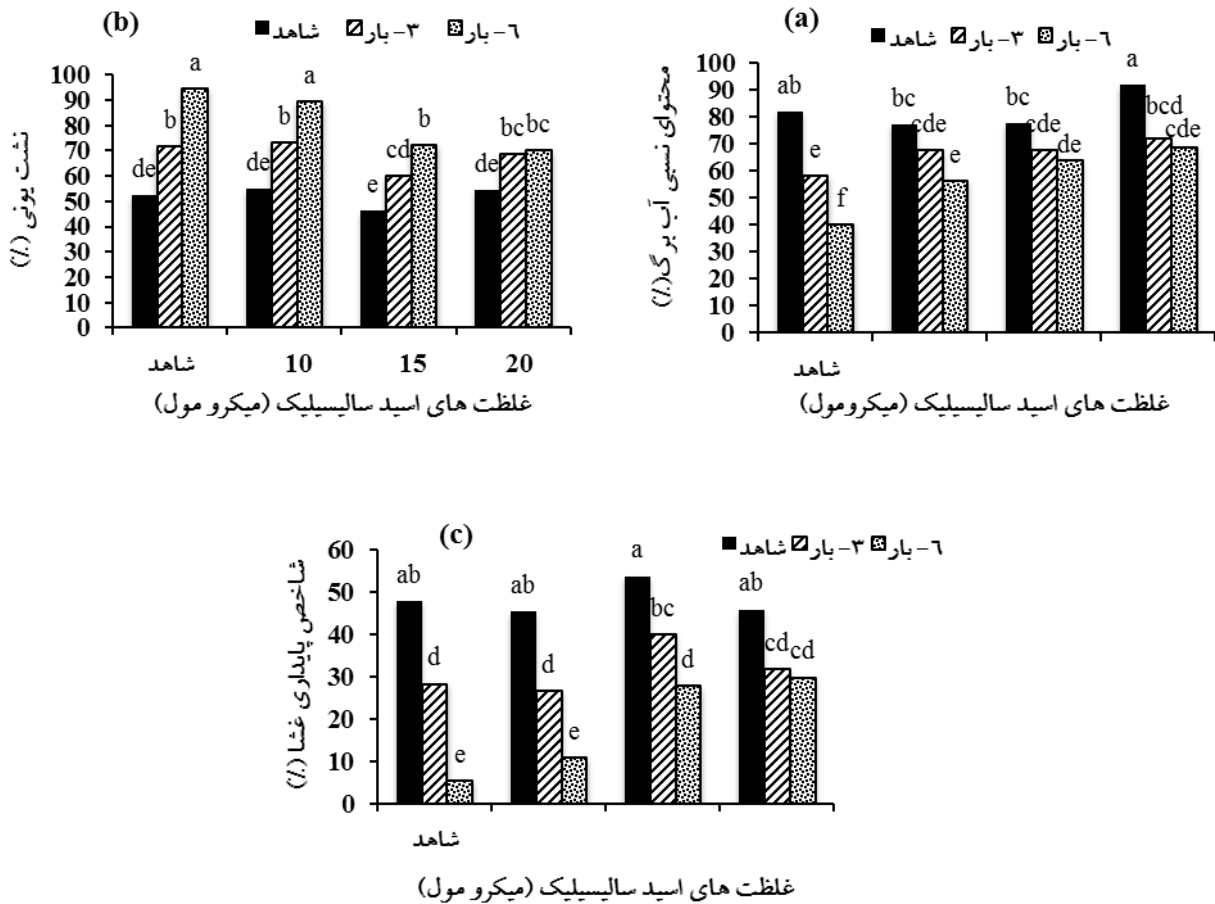 (b)
شاهد ۳- بار ۶- بار
نشت یونی (٪)
100
90
80
70
60
50
40
30
20
10
0
de b a
de b a
e cd b
de bc bc
شاهد 10 15 20
غلظت های اسید سالیسیلیک (میکرو مول)
(a)
شاهد ۳- بار ۶- بار
محتوای نسبی آب برگ(٪)
100
90
80
70
60
50
40
30
20
10
0
ab e f
bc cde e
bc cde de
a bcd cde
شاهد
غلظت های اسید سالیسیلیک (میکرومول)
(c)
شاهد ۳- بار ۶- بار
شاخص پایداری غشا (٪)
60
50
40
30
20
10
0
ab d e
ab d e
a bc d
ab cd cd
شاهد
غلظت های اسید سالیسیلیک (میکرو مول)